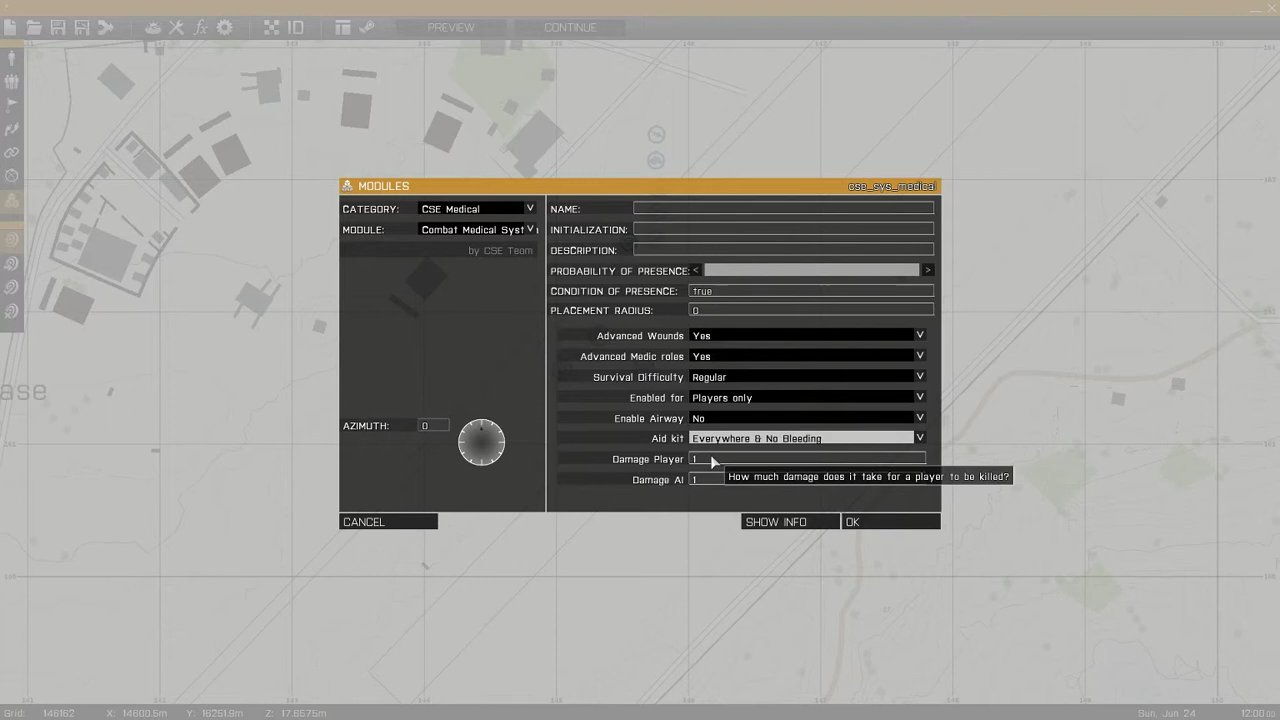 ID
PREVIEW
CONTINUE
MODULES
cse_sys_medical
CATEGORY:
CSE Medical
MODULE:
Combat Medical Syst
by CSE Team
NAME:
INITIALIZATION:
DESCRIPTION:
PROBABILITY OF PRESENCE:
CONDITION OF PRESENCE:
true
PLACEMENT RADIUS:
0
Advanced Wounds
Yes
Advanced Medic roles
Yes
Survival Difficulty
Regular
Enabled for
Players only
Enable Airway
No
Aid kit
Everywhere & No Bleeding
Damage Player
1
Damage AI
1
How much damage does it take for a player to be killed?
AZIMUTH:
0
CANCEL
SHOW INFO
OK
ase
Grid: 146162
X: 14600.5m
Y: 16251.9m
Z: 17.6575m
Sun. Jun 24
12:00